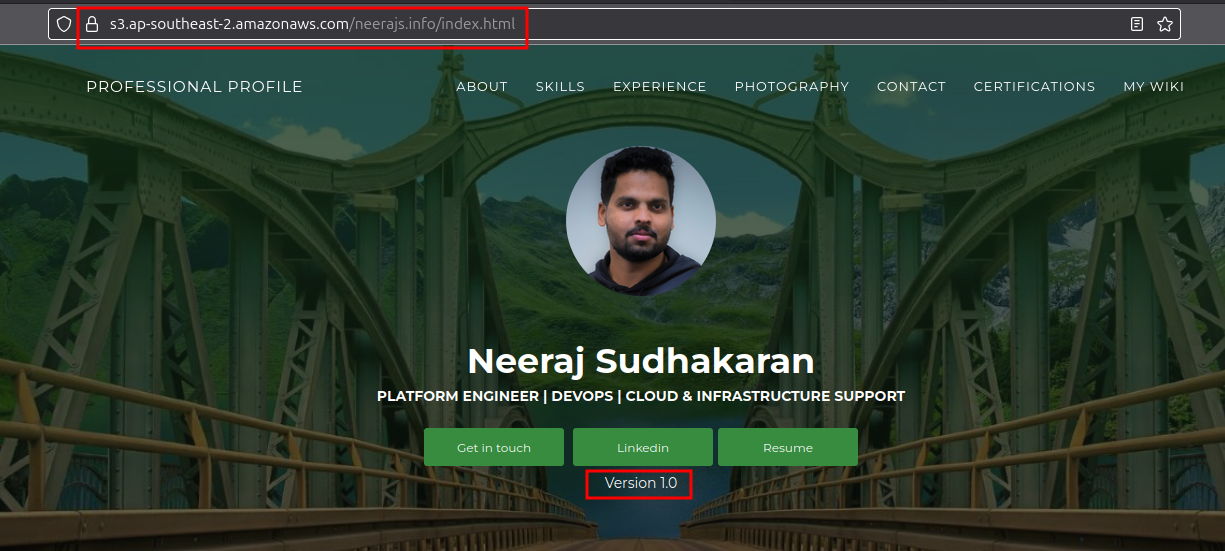 s3.ap-southeast-2.amazonaws.com/neerajs.info/index.html
PROFESSIONAL PROFILE ABOUT SKILLS EXPERIENCE PHOTOGRAPHY CONTACT CERTIFICATIONS MY WIKI
Neeraj Sudhakaran
PLATFORM ENGINEER | DEVOPS | CLOUD & INFRASTRUCTURE SUPPORT
Get in touch Linkedin Resume
Version 1.0